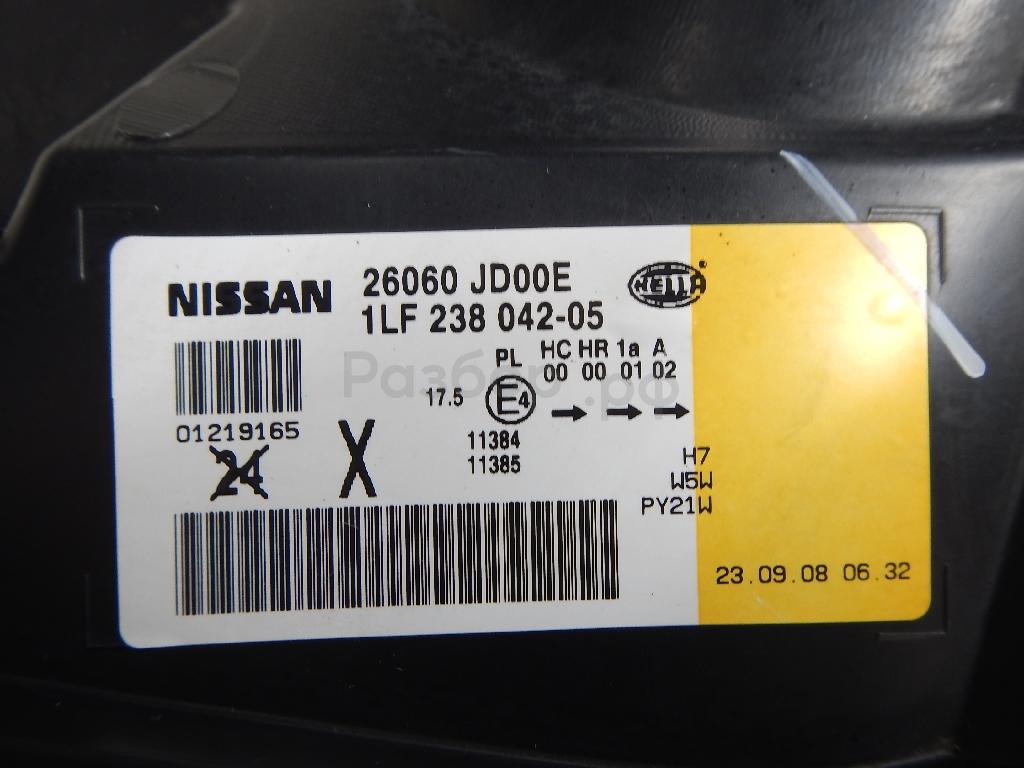 NISSAN 26060 JD00E HELLA®
1LF 238 042-05
PL HC HR 1a A
00 00 01 02
17.5 E4 → → →
01219165
11384
11385
24 X
H7
W5W
PY21W
23.09.08 06.32
Разбор.рф